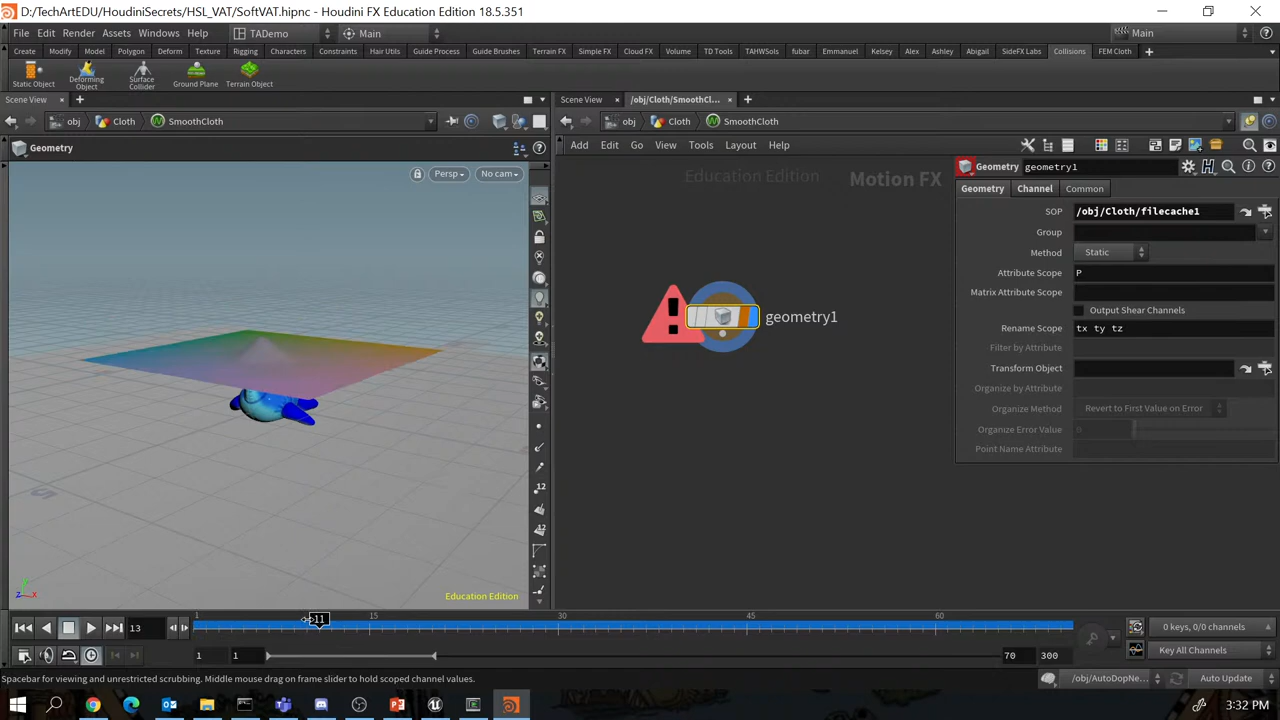 D:/TechArtEDU/HoudiniSecrets/HSL_VAT/SoftVAT.hipnc - Houdini FX Education Edition 18.5.351
File Edit Render Assets Windows Help TADemo Main Main
Create Modify Model Polygon Deform Texture Rigging Characters Constraints Hair Utils Guide Process Guide Brushes Terrain FX Simple FX Cloud FX Volume TD Tools TAHWSols fubar Emmanuel Kelsey Alex Ashley Abigail SideFX Labs Collisions FEM Cloth
Static Object Deforming Object Surface Collider Ground Plane Terrain Object
Scene View Scene View /obj/Cloth/SmoothCl...
obj Cloth SmoothCloth obj Cloth SmoothCloth
Geometry Add Edit Go View Tools Layout Help
Persp No cam
Education Edition Motion FX
Geometry geometry1
Geometry Channel Common
SOP /obj/Cloth/filecache1
Group
Method Static
Attribute Scope P
Matrix Attribute Scope
Output Shear Channels
Rename Scope tx ty tz
Filter by Attribute
Transform Object
Organize by Attribute
Organize Method Revert to First Value on Error
Organize Error Value 0
Point Name Attribute
geometry1
12
12
5
Z Y X
Education Edition
13 1 11 15 30 45 60
0 keys, 0/0 channels
1 1 70 300 Key All Channels
Spacebar for viewing and unrestricted scrubbing. Middle mouse drag on frame slider to hold scoped channel values. /obj/AutoDopNe... Auto Update
3:32 PM